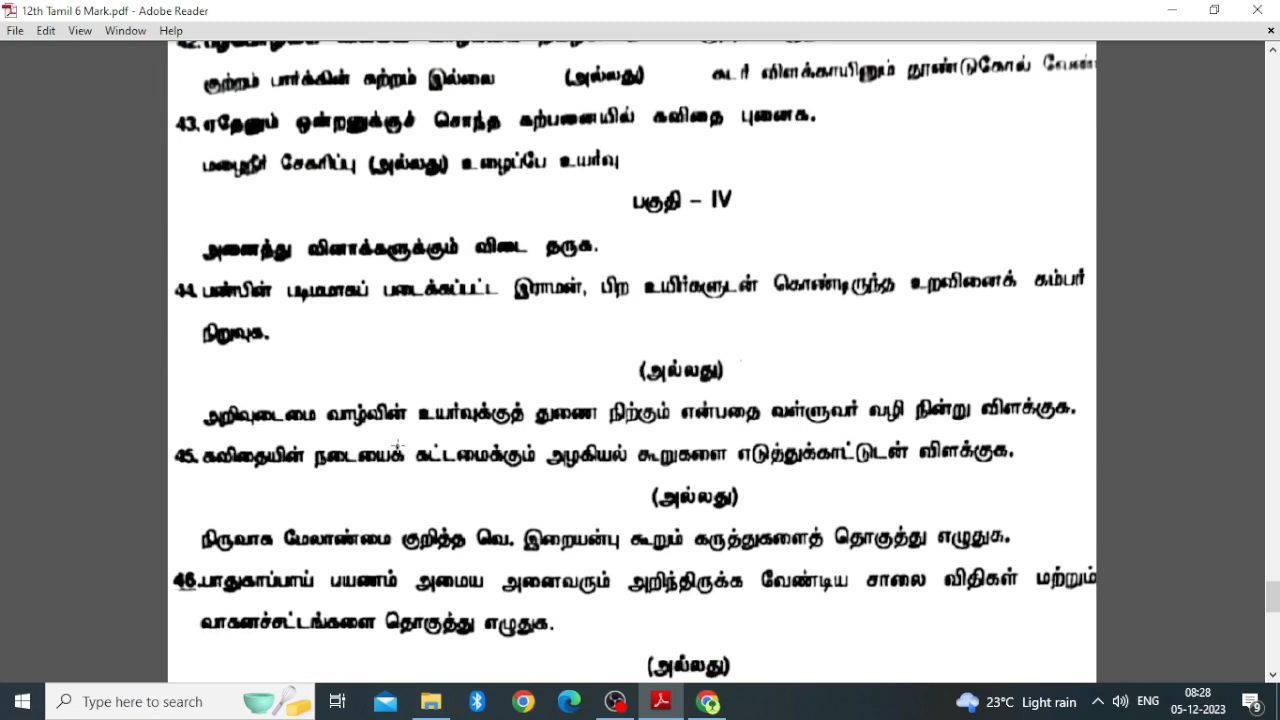 12th Tamil 6 Mark.pdf - Adobe Reader
File Edit View Window Help
குற்றம் பார்க்கின் சுற்றம் இல்லை (அல்லது) சுடர் விளக்காயினும் தூண்டுகோல்
43. ஏதேனும் ஒன்றனுக்குச் சொந்த கற்பனையில் கவிதை புனைக.
மழைநீர் சேகரிப்பு (அல்லது) உழைப்பே உயர்வு
பகுதி - IV
அனைத்து வினாக்களுக்கும் விடை தருக.
44. பண்பின் படிமமாகப் படைக்கப்பட்ட இராமன், பிற உயிர்களுடன் கொண்டிருந்த உறவினைக் கம்பர்
நிறுவுக.
(அல்லது)
அறிவுடைமை வாழ்வின் உயர்வுக்குத் துணை நிற்கும் என்பதை வள்ளுவர் வழி நின்று விளக்குக.
45. கவிதையின் நடையைக் கட்டமைக்கும் அழகியல் கூறுகளை எடுத்துக்காட்டுடன் விளக்குக.
(அல்லது)
நிருவாக மேலாண்மை குறித்த வெ. இறையன்பு கூறும் கருத்துகளைத் தொகுத்து எழுதுக.
46. பாதுகாப்பாய் பயணம் அமைய அனைவரும் அறிந்திருக்க வேண்டிய சாலை விதிகள் மற்றும்
வாகனச்சட்டங்களை தொகுத்து எழுதுக.
(அல்லது)
Type here to search 23°C Light rain ENG 08:28
05-12-2023 9